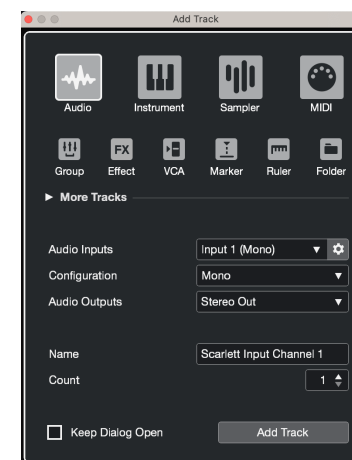 Add Track
Audio Instrument Sampler MIDI
FX
Group Effect VCA Marker Ruler Folder
More Tracks
Audio Inputs Input 1 (Mono)
Configuration Mono
Audio Outputs Stereo Out
Name Scarlett Input Channel 1
Count 1
Keep Dialog Open Add Track